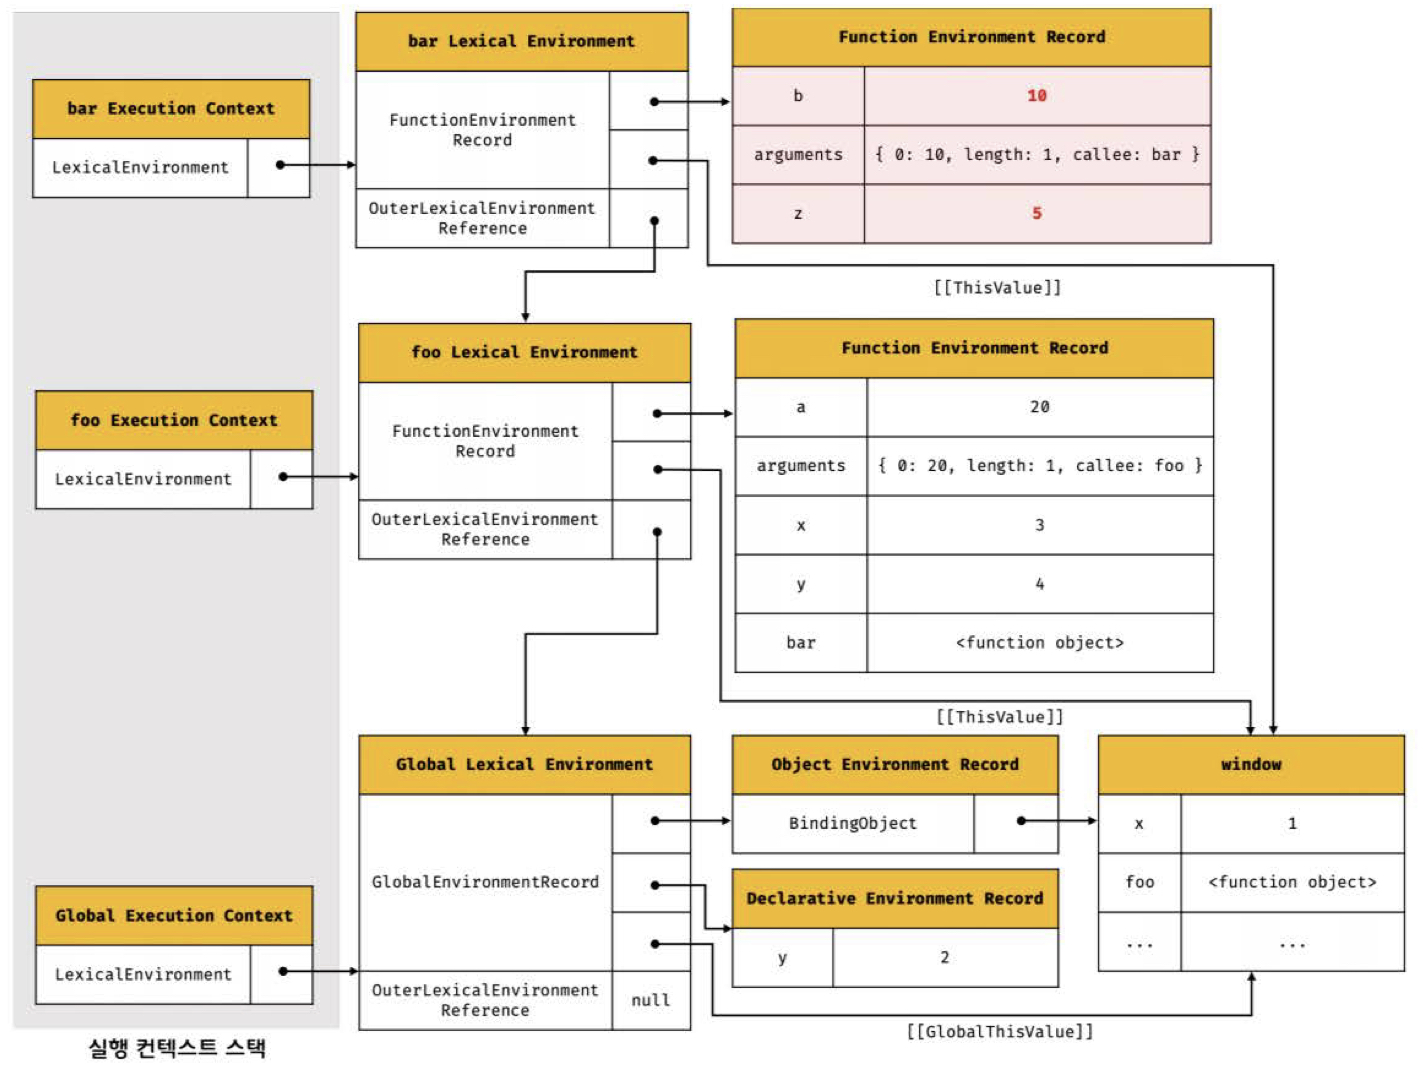 bar Execution Context
LexicalEnvironment
bar Lexical Environment
FunctionEnvironment
Record
OuterLexicalEnvironment
Reference
Function Environment Record
b 10
arguments { 0: 10, length: 1, callee: bar }
z 5
[[ThisValue]]
foo Execution Context
LexicalEnvironment
foo Lexical Environment
FunctionEnvironment
Record
OuterLexicalEnvironment
Reference
Function Environment Record
a 20
arguments { 0: 20, length: 1, callee: foo }
x 3
y 4
bar <function object>
[[ThisValue]]
Global Execution Context
LexicalEnvironment
Global Lexical Environment
GlobalEnvironmentRecord
OuterLexicalEnvironment
Reference
null
Object Environment Record
BindingObject
Declarative Environment Record
y 2
window
x 1
foo <function object>
... ...
[[GlobalThisValue]]
실행 컨텍스트 스택